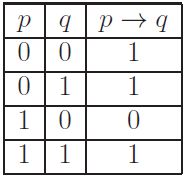 p q p → q
0 0 1
0 1 1
1 0 0
1 1 1